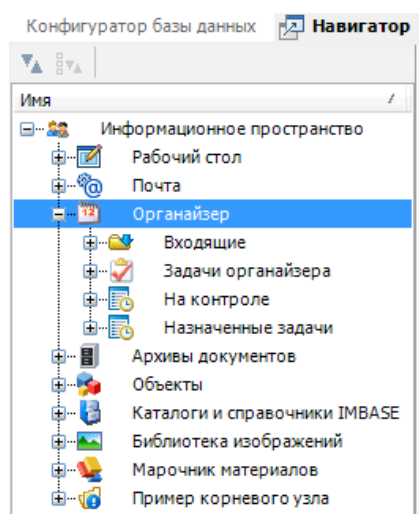 Конфигуратор базы данных Навигатор
Имя
Информационное пространство
Рабочий стол
Почта
12
Органайзер
Входящие
Задачи органайзера
На контроле
Назначенные задачи
Архивы документов
Объекты
Каталоги и справочники IMBASE
Библиотека изображений
Марочник материалов
Пример корневого узла